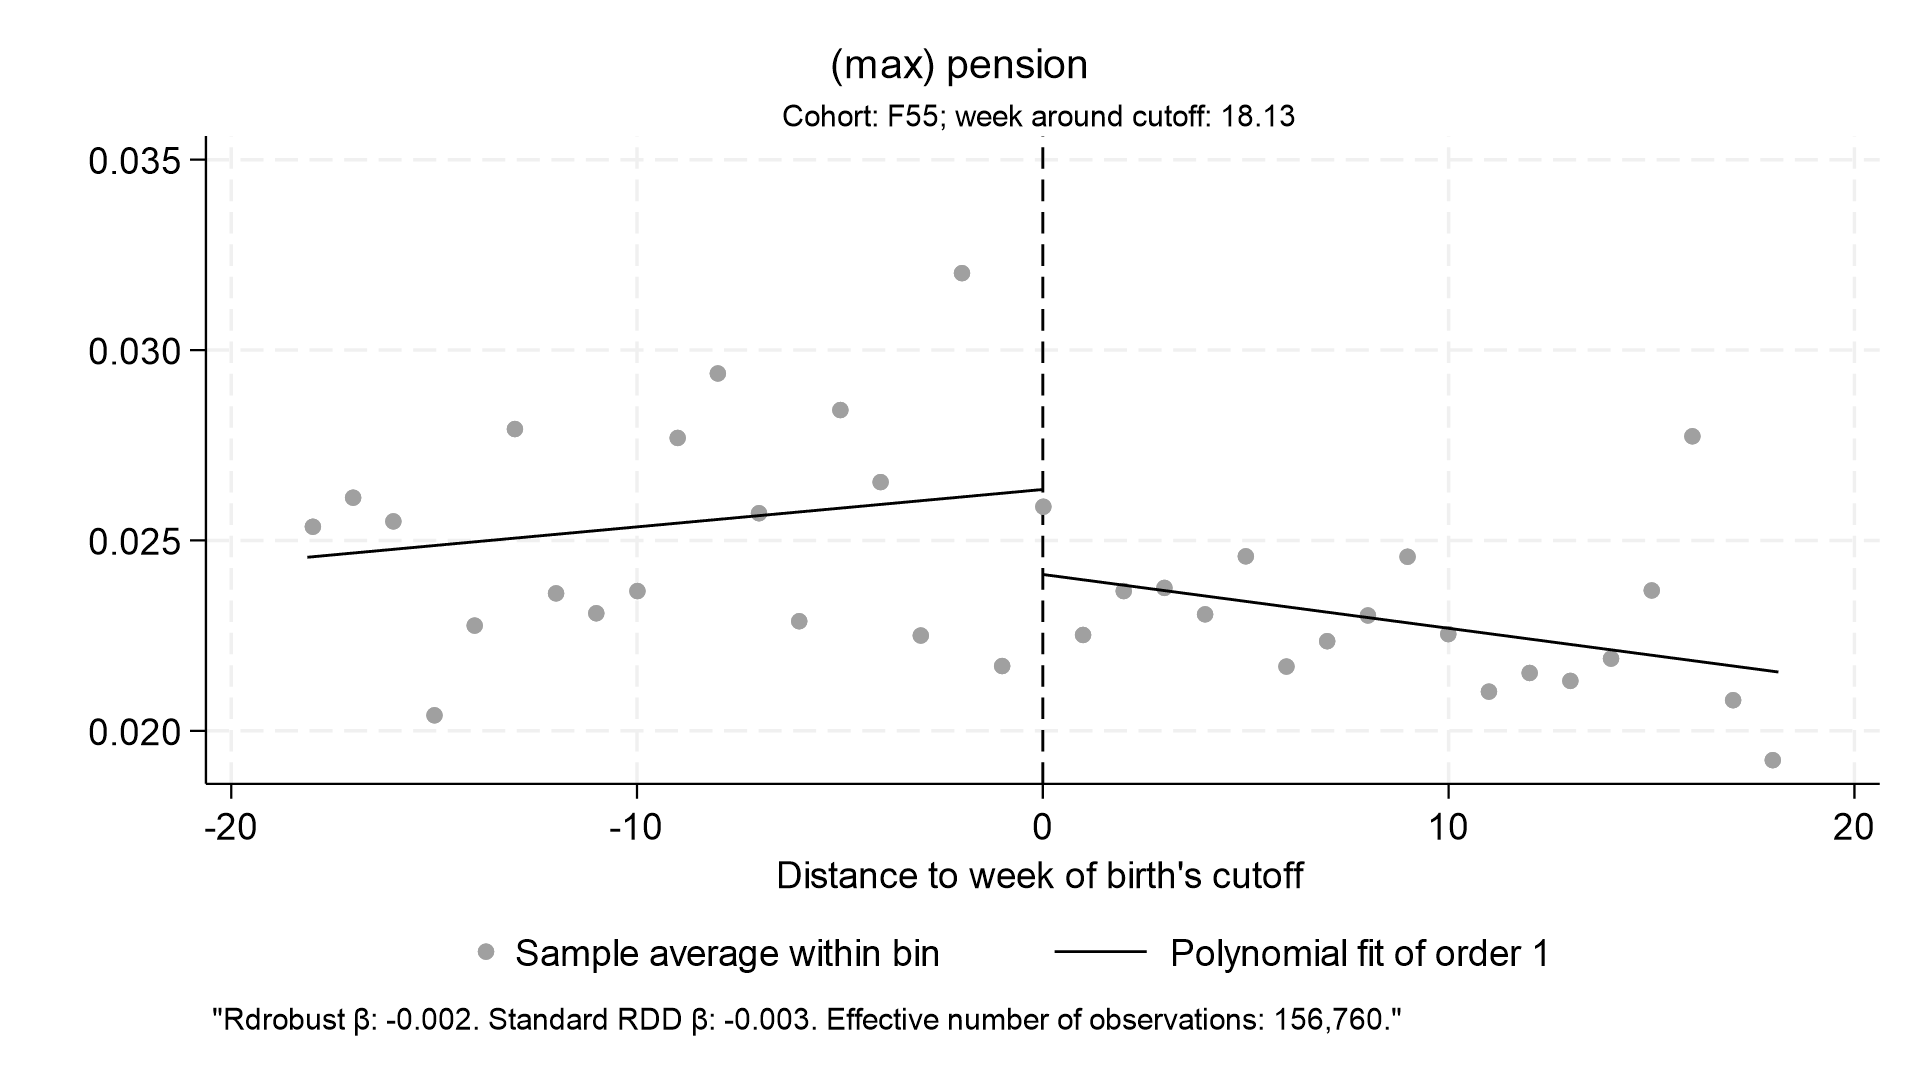 (max) pension
Cohort: F55; week around cutoff: 18.13
0.035
0.030
0.025
0.020
-20 -10 0 10 20
Distance to week of birth's cutoff
Sample average within bin Polynomial fit of order 1
"Rdrobust β: -0.002. Standard RDD β: -0.003. Effective number of observations: 156,760."